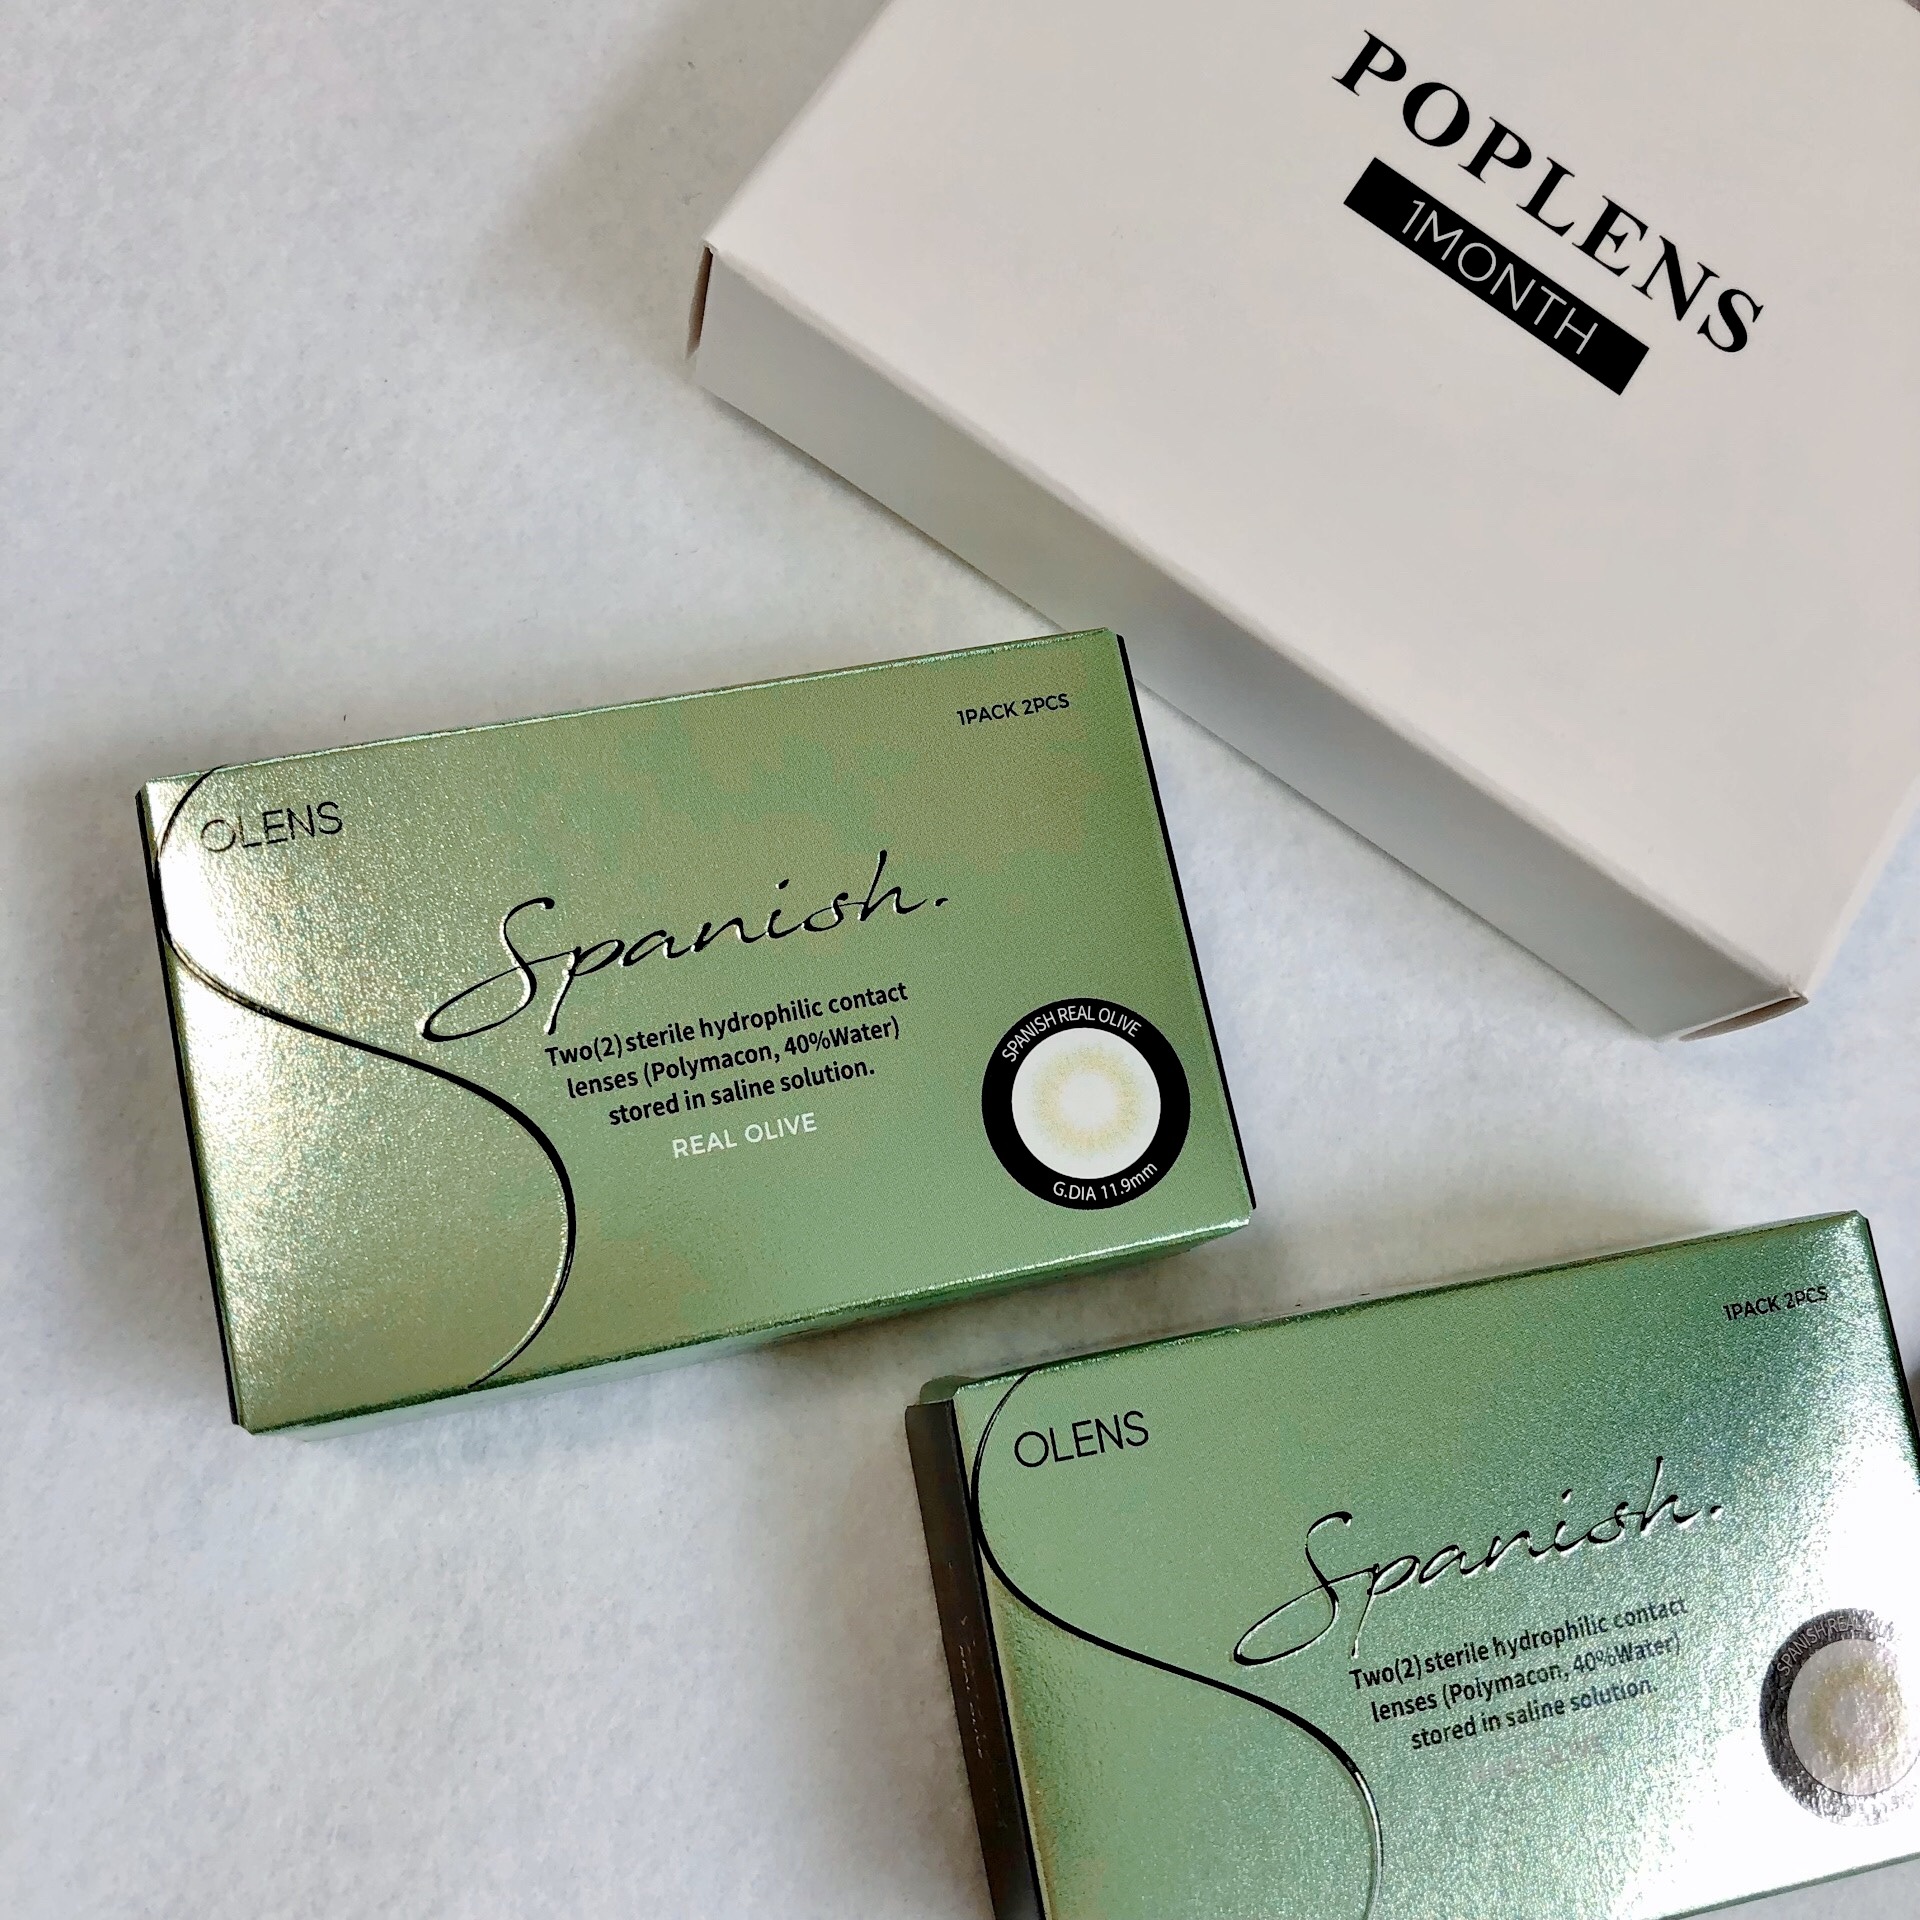 POPLENS
1MONTH
1PACK 2PCS
OLENS
Spanish.
Two(2) sterile hydrophilic contact
lenses (Polymacon, 40%Water)
stored in saline solution.
REAL OLIVE
SPANISH REAL OLIVE
G.DIA 11.9mm
1PACK 2PCS
OLENS
Spanish.
Two(2) sterile hydrophilic contact
lenses (Polymacon, 40%Water)
stored in saline solution.
SPANISH REAL